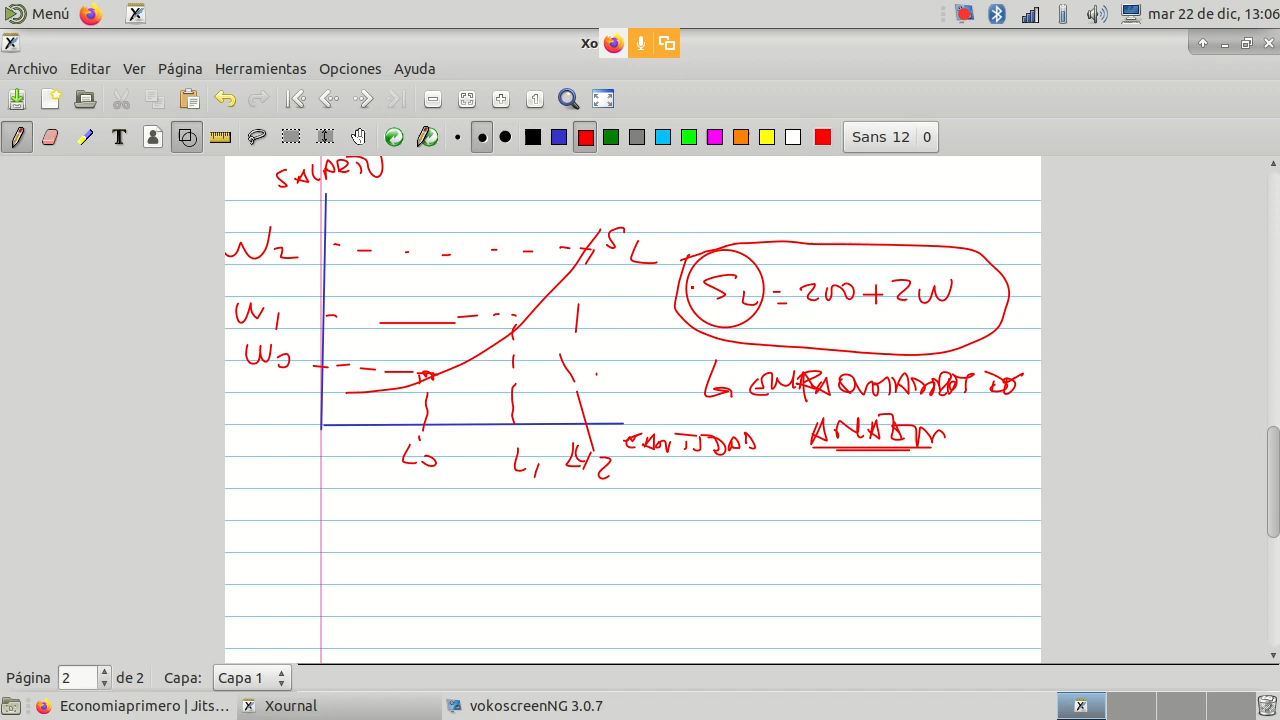 Menú
mar 22 de dic, 13:06
Xo
Archivo Editar Ver Página Herramientas Opciones Ayuda
Sans 12 0
SALARIO
W2
SL
SL = 200 + 2W
W1
W0
CANTIDAD
L0
L1
L2
Página 2 de 2 Capa: Capa 1
Economiaprimero | Jits...
Xournal
vokoscreenNG 3.0.7